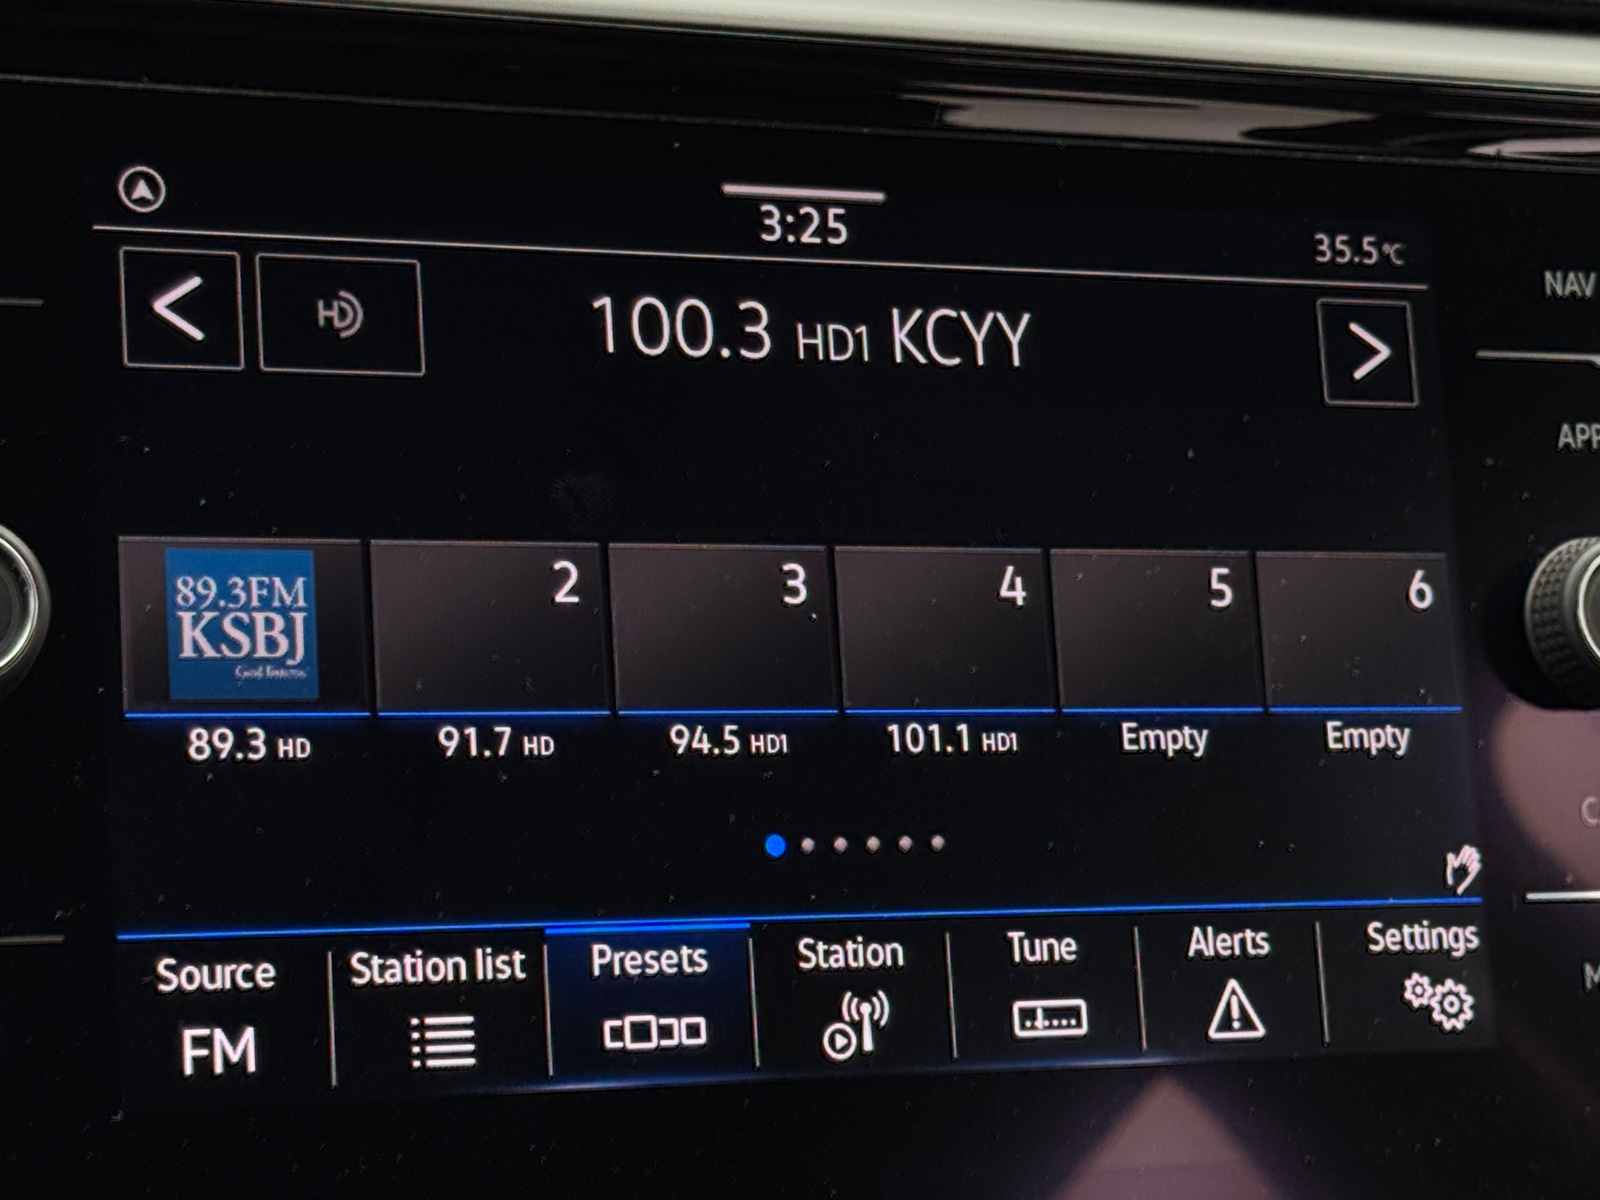 3:25
35.5°C
HD
100.3 HD1 KCYY
89.3FM
KSBJ
2
3
4
5
6
89.3 HD
91.7 HD
94.5 HD1
101.1 HD1
Empty
Empty
Source
FM
Station list
Presets
Station
Tune
Alerts
Settings
NAV